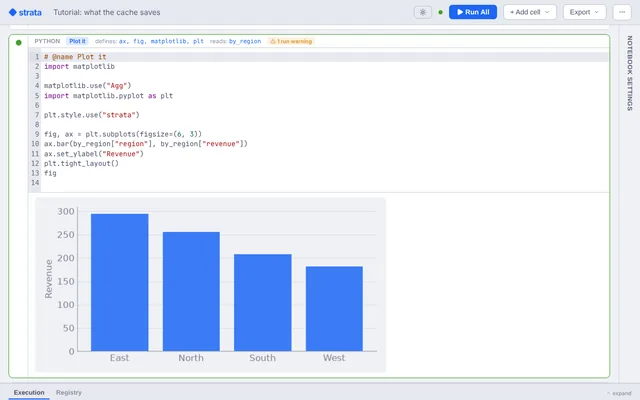 strata
Tutorial: what the cache saves
Run All
+ Add cell
Export
PYTHON
Plot it
defines: ax, fig, matplotlib, plt
reads: by_region
⚠ 1 run warning
1 # @name Plot it
2 import matplotlib
3
4 matplotlib.use("Agg")
5 import matplotlib.pyplot as plt
6
7 plt.style.use("strata")
8
9 fig, ax = plt.subplots(figsize=(6, 3))
10 ax.bar(by_region["region"], by_region["revenue"])
11 ax.set_ylabel("Revenue")
12 plt.tight_layout()
13 fig
14
NOTEBOOK SETTINGS
Revenue
300
250
200
150
100
50
0
East North South West
Execution
Registry
expand